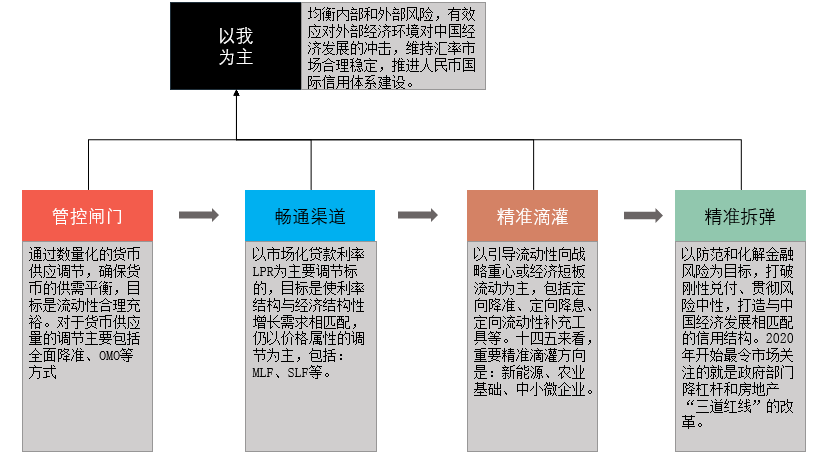 以我
为主
均衡内部和外部风险，有效
应对外部经济环境对中国经
济发展的冲击，维持汇率市
场合理稳定，推进人民币国
际信用体系建设。
管控闸门
通过数量化的货币
供应调节，确保货
币的供需平衡，目
标是流动性合理充
裕。对于货币供应
量的调节主要包括
全面降准、OMO等
方式
畅通渠道
以市场化贷款利率
LPR为主要调节标
的，目标是使利率
结构与经济结构性
增长需求相匹配，
仍以价格属性的调
节为主，包括：
MLF、SLF等。
精准滴灌
以引导流动性向战
略重心或经济短板
流动为主，包括定
向降准、定向降息、
定向流动性补充工
具等。十四五来看，
重要精准滴灌方向
是：新能源、农业
基础、中小微企业。
精准拆弹
以防范和化解金融
风险为目标，打破
刚性兑付、贯彻风
险中性，打造与中
国经济发展相匹配
的信用结构。2020
年开始最令市场关
注的就是政府部门
降杠杆和房地产
“三道红线”的改
革。